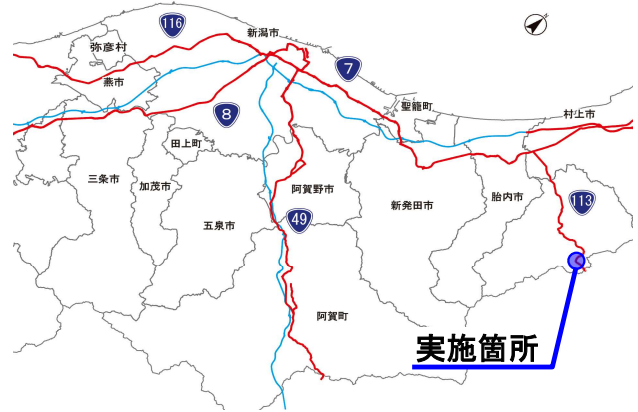 116
新潟市
弥彦村
7
燕市
聖籠町
8
村上市
田上町
三条市
加茂市
阿賀野市
胎内市
113
新発田市
五泉市
49
阿賀町
実施箇所